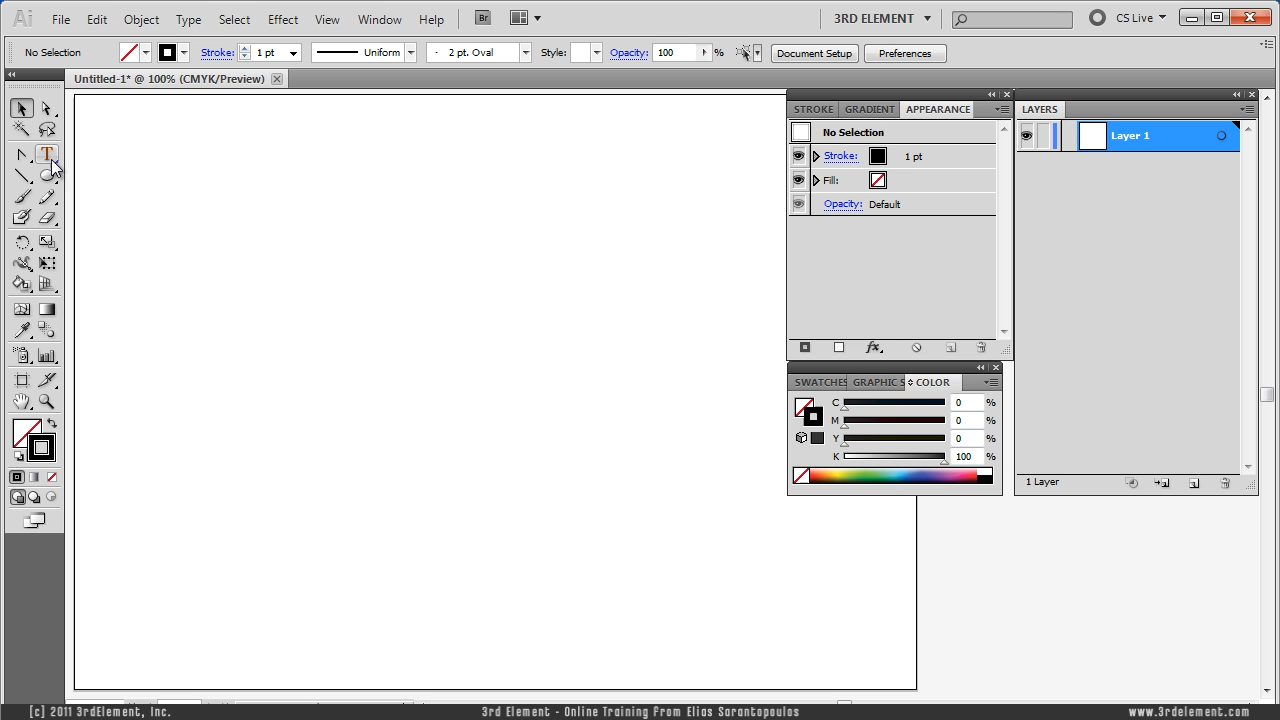 Ai File Edit Object Type Select Effect View Window Help Br 3RD ELEMENT CS Live
No Selection Stroke: 1 pt Uniform 2 pt. Oval Style: Opacity: 100 % Document Setup Preferences
Untitled-1* @ 100% (CMYK/Preview)
STROKE GRADIENT APPEARANCE
No Selection
Stroke: 1 pt
Fill:
Opacity: Default
fx
SWATCHES GRAPHIC S COLOR
C 0 %
M 0 %
Y 0 %
K 100 %
LAYERS
Layer 1
1 Layer
T
[c] 2011 3rdElement, Inc. 3rd Element - Online Training From Elias Sarantopoulos www.3rdelement.com